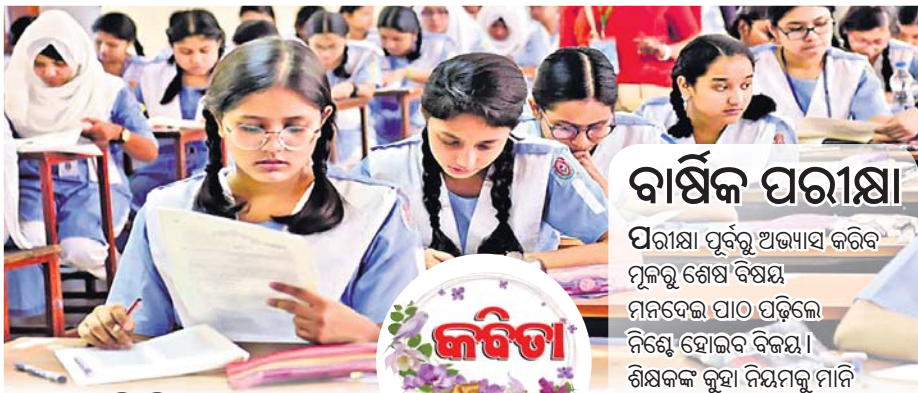 ବାର୍ଷିକ ପରୀକ୍ଷା
ପରୀକ୍ଷା ପୂର୍ବରୁ ଅଭ୍ୟାସ କରିବ
ମୂଳରୁ ଶେଷ ବିଷୟ
ମନଦେଇ ପାଠ ପଢ଼ିଲେ
ନିଶ୍ଚେ ହୋଇବ ବିଜୟ।
ଶିକ୍ଷକଙ୍କ କୁହା ନିୟମକୁ ମାନି
କବିତା